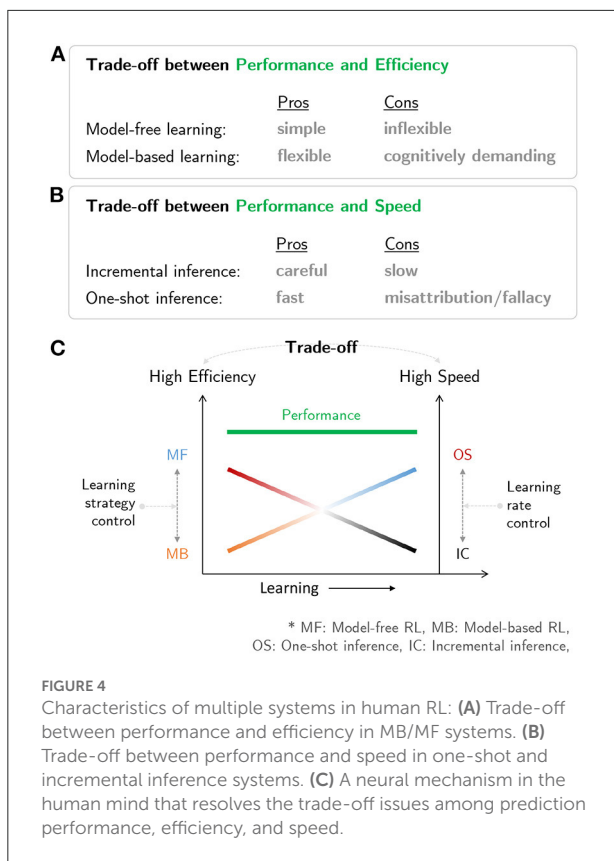 A
Trade-off between Performance and Efficiency
Pros Cons
Model-free learning: simple inflexible
Model-based learning: flexible cognitively demanding
B
Trade-off between Performance and Speed
Pros Cons
Incremental inference: careful slow
One-shot inference: fast misattribution/fallacy
C
Trade-off
High Efficiency High Speed
Performance
MF OS
Learning strategy control
Learning rate control
MB IC
Learning
* MF: Model-free RL, MB: Model-based RL,
OS: One-shot inference, IC: Incremental inference,
FIGURE 4
Characteristics of multiple systems in human RL: (A) Trade-off
between performance and efficiency in MB/MF systems. (B)
Trade-off between performance and speed in one-shot and
incremental inference systems. (C) A neural mechanism in the
human mind that resolves the trade-off issues among prediction
performance, efficiency, and speed.